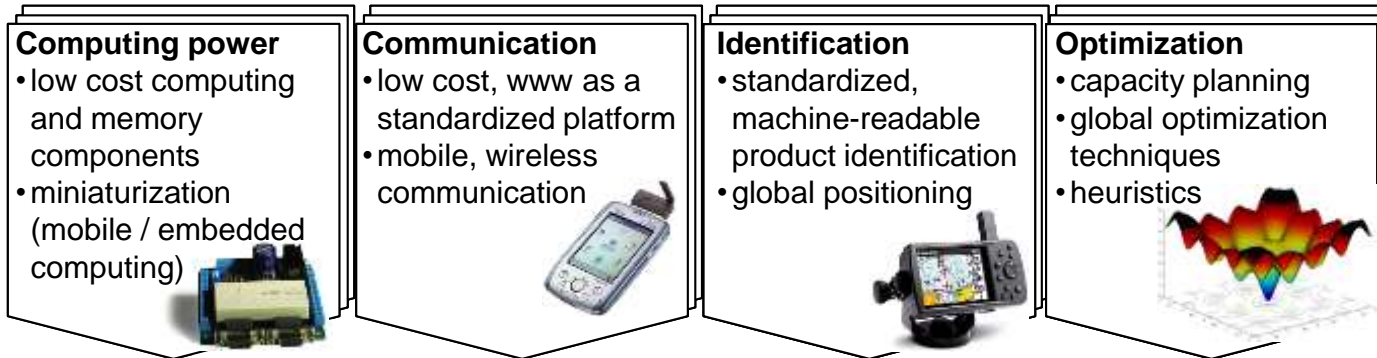 Computing power
• low cost computing
and memory
components
• miniaturization
(mobile / embedded
computing)
Communication
• low cost, www as a
standardized platform
• mobile, wireless
communication
Identification
• standardized,
machine-readable
product identification
• global positioning
Optimization
• capacity planning
• global optimization
techniques
• heuristics